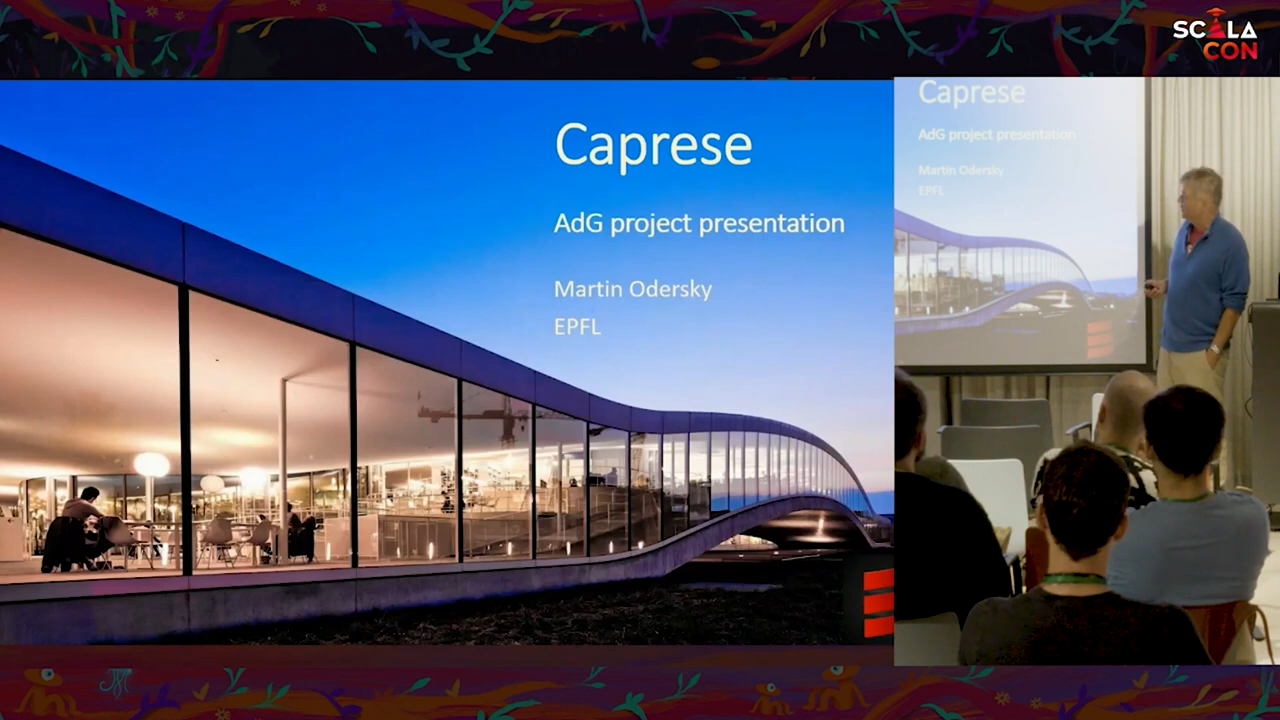 SCALA
CON
Caprese
AdG project presentation
Martin Odersky
EPFL
Caprese
AdG project presentation
Martin Odersky
EPFL